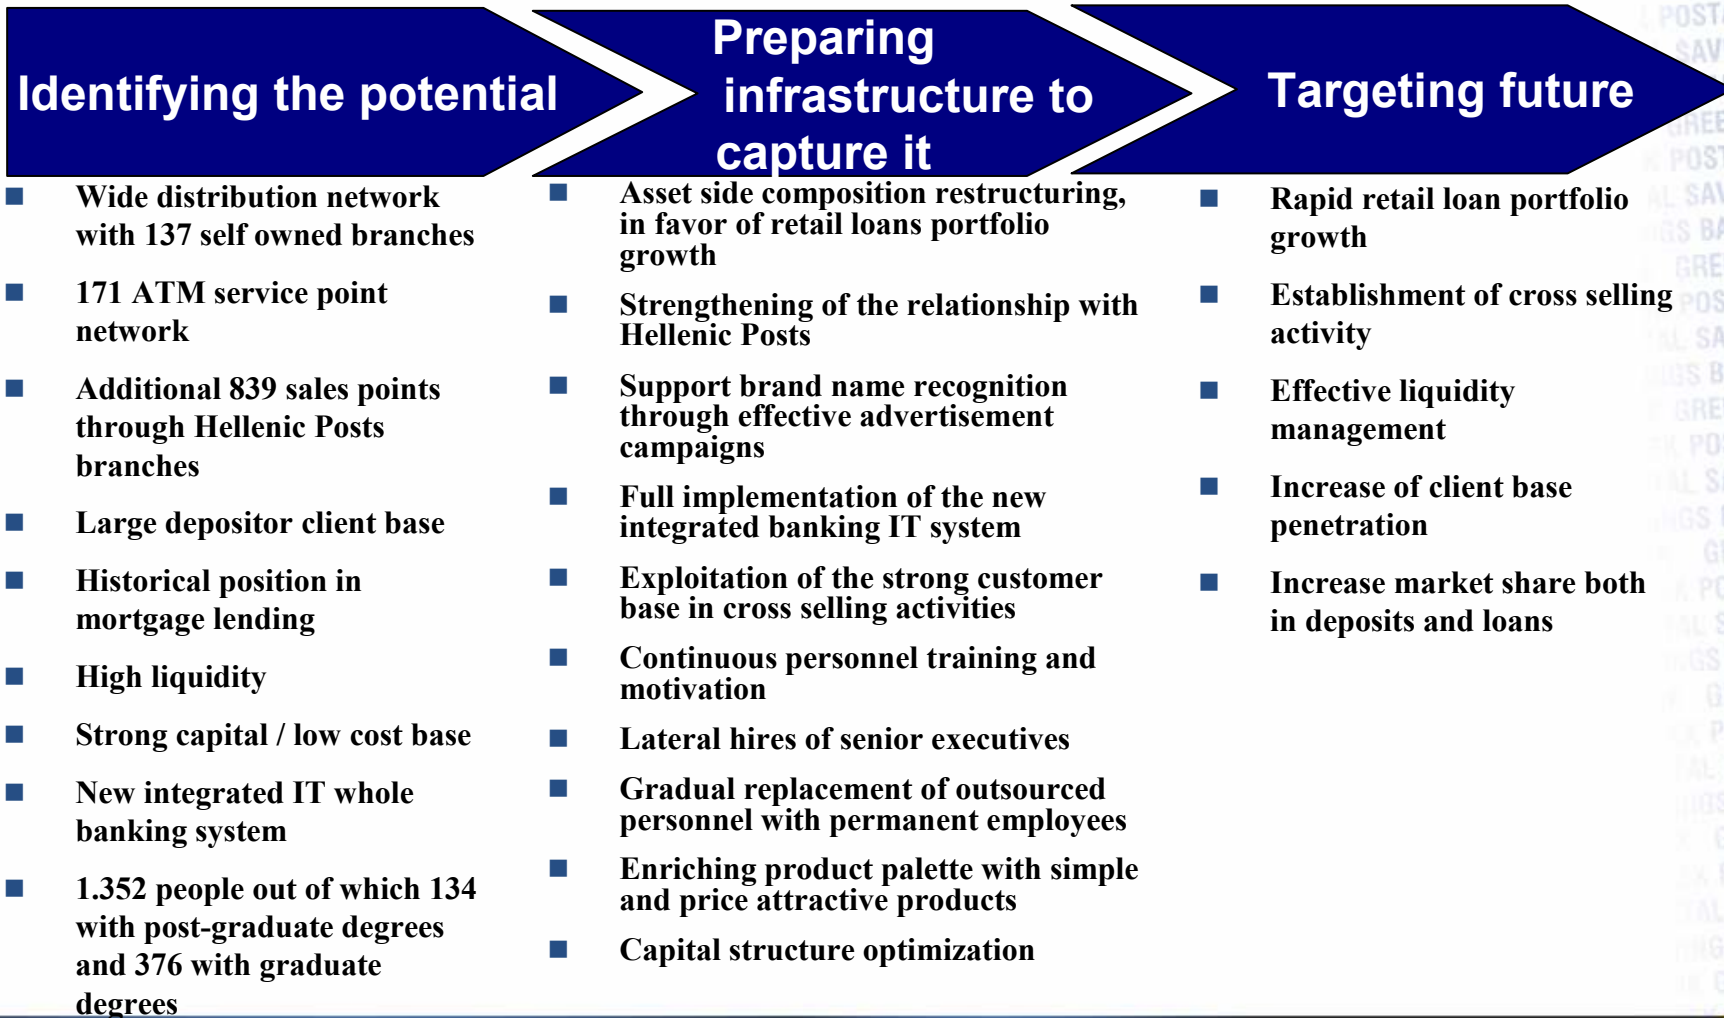 Identifying the potential
Preparing
infrastructure to
capture it
Targeting future
Wide distribution network
with 137 self owned branches
171 ATM service point
network
Additional 839 sales points
through Hellenic Posts
branches
Large depositor client base
Historical position in
mortgage lending
High liquidity
Strong capital / low cost base
New integrated IT whole
banking system
1.352 people out of which 134
with post-graduate degrees
and 376 with graduate
degrees
Asset side composition restructuring,
in favor of retail loans portfolio
growth
Strengthening of the relationship with
Hellenic Posts
Support brand name recognition
through effective advertisement
campaigns
Full implementation of the new
integrated banking IT system
Exploitation of the strong customer
base in cross selling activities
Continuous personnel training and
motivation
Lateral hires of senior executives
Gradual replacement of outsourced
personnel with permanent employees
Enriching product palette with simple
and price attractive products
Capital structure optimization
Rapid retail loan portfolio
growth
Establishment of cross selling
activity
Effective liquidity
management
Increase of client base
penetration
Increase market share both
in deposits and loans